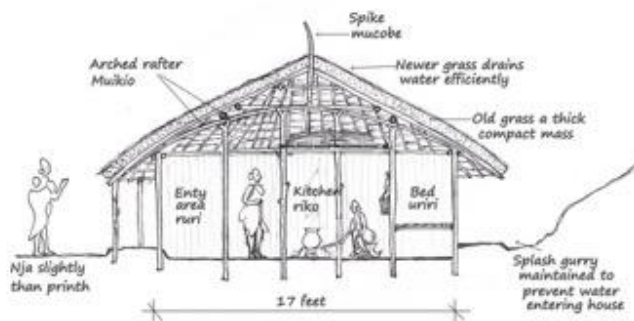 Spike
mucobe
Arched rafter
Muikio
Newer grass drains
water efficiently
Old grass a thick
compact mass
Enty
area
ruri
Kitchen
riko
Bed
uriri
Nja slightly
than printh
Splash gurry
maintained to
prevent water
entering house
17 feet